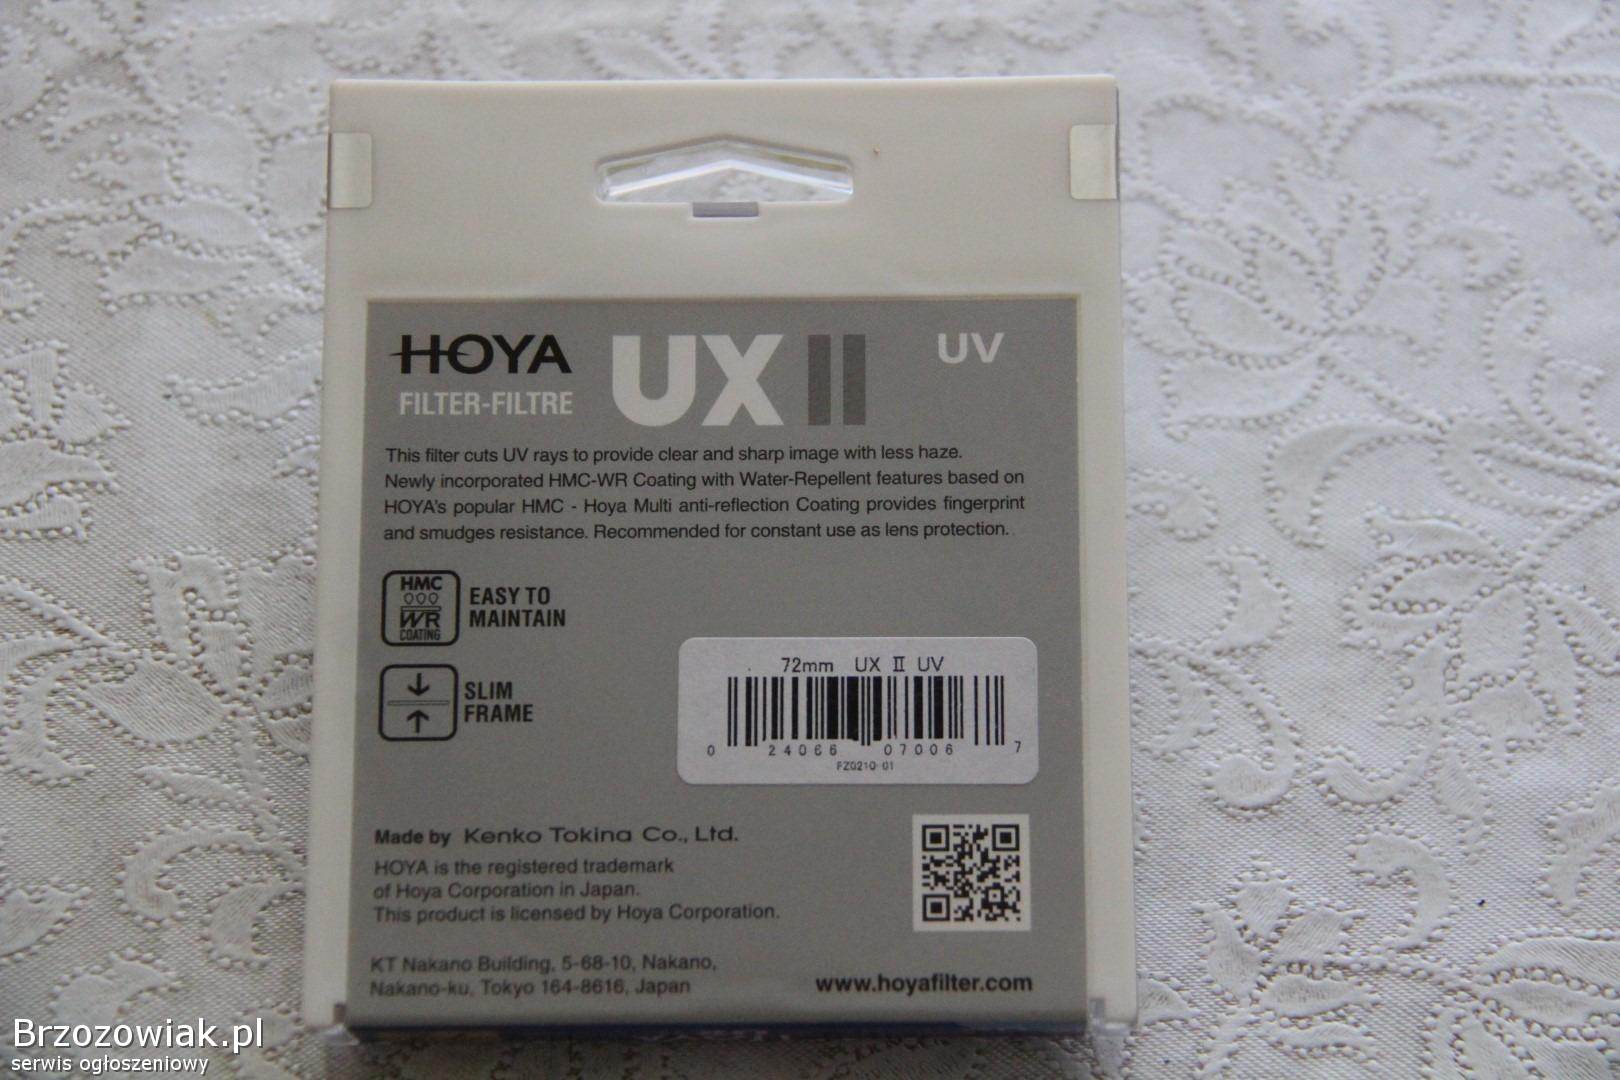 HOYA UX II UV
FILTER-FILTRE
This filter cuts UV rays to provide clear and sharp image with less haze.
Newly incorporated HMC-WR Coating with Water-Repellent features based on
HOYA's popular HMC - Hoya Multi anti-reflection Coating provides fingerprint
and smudges resistance. Recommended for constant use as lens protection.
HMC
WR
COATING
EASY TO
MAINTAIN
SLIM
FRAME
72mm UX II UV
0 24066 07006 7
FZ0210-01
Made by Kenko Tokina Co., Ltd.
HOYA is the registered trademark
of Hoya Corporation in Japan.
This product is licensed by Hoya Corporation.
KT Nakano Building, 5-68-10, Nakano,
Nakano-ku, Tokyo 164-8616, Japan
www.hoyafilter.com
Brzozowiak.pl
serwis ogłoszeniowy